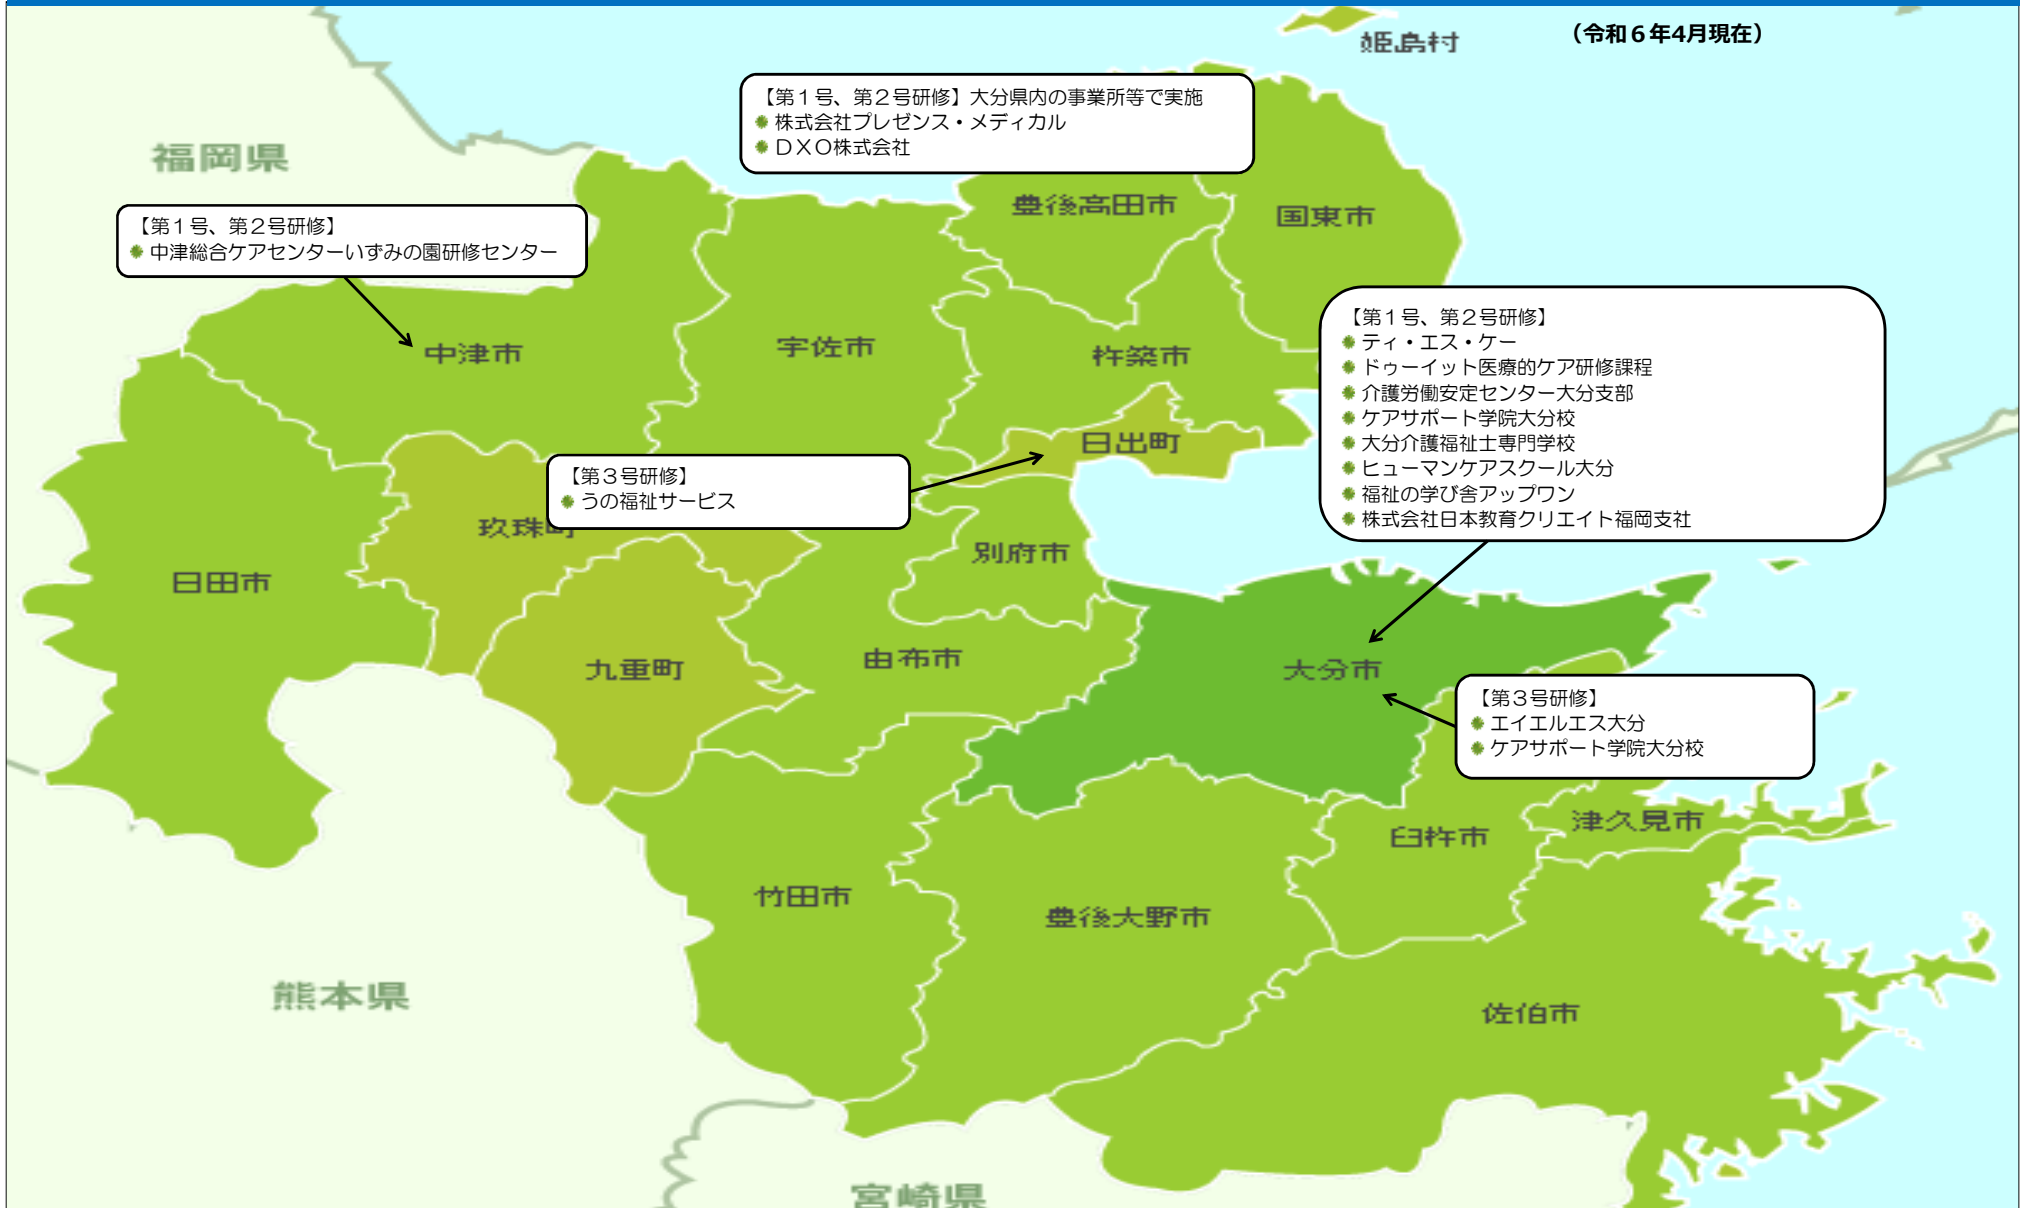 （令和６年4月現在）
姫島村
【第１号、第２号研修】大分県内の事業所等で実施
株式会社プレゼンス・メディカル
ＤＸＯ株式会社
福岡県
豊後高田市
国東市
【第１号、第２号研修】
中津総合ケアセンターいずみの園研修センター
中津市
宇佐市
杵築市
【第１号、第２号研修】
ティ・エス・ケー
ドゥーイット医療的ケア研修課程
介護労働安定センター大分支部
ケアサポート学院大分校
大分介護福祉士専門学校
ヒューマンケアスクール大分
福祉の学び舎アップワン
株式会社日本教育クリエイト福岡支社
日出町
【第３号研修】
うの福祉サービス
玖珠町
別府市
日田市
九重町
由布市
大分市
【第３号研修】
エイエルエス大分
ケアサポート学院大分校
臼杵市
津久見市
竹田市
豊後大野市
熊本県
佐伯市
宮崎県